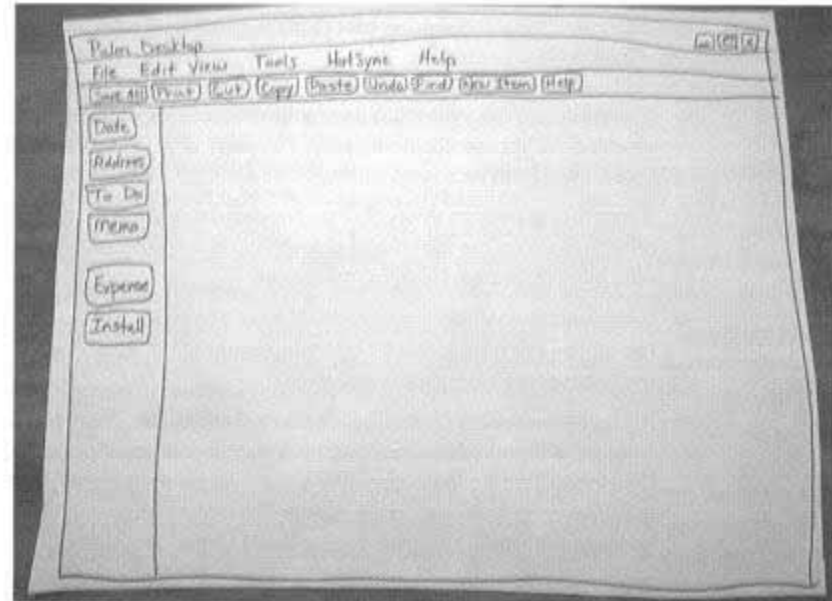 Palm Desktop
File Edit View Tools HotSync Help
Save All Print Cut Copy Paste Undo Find New Item Help
Date
Address
To Do
Memo
Expense
Install